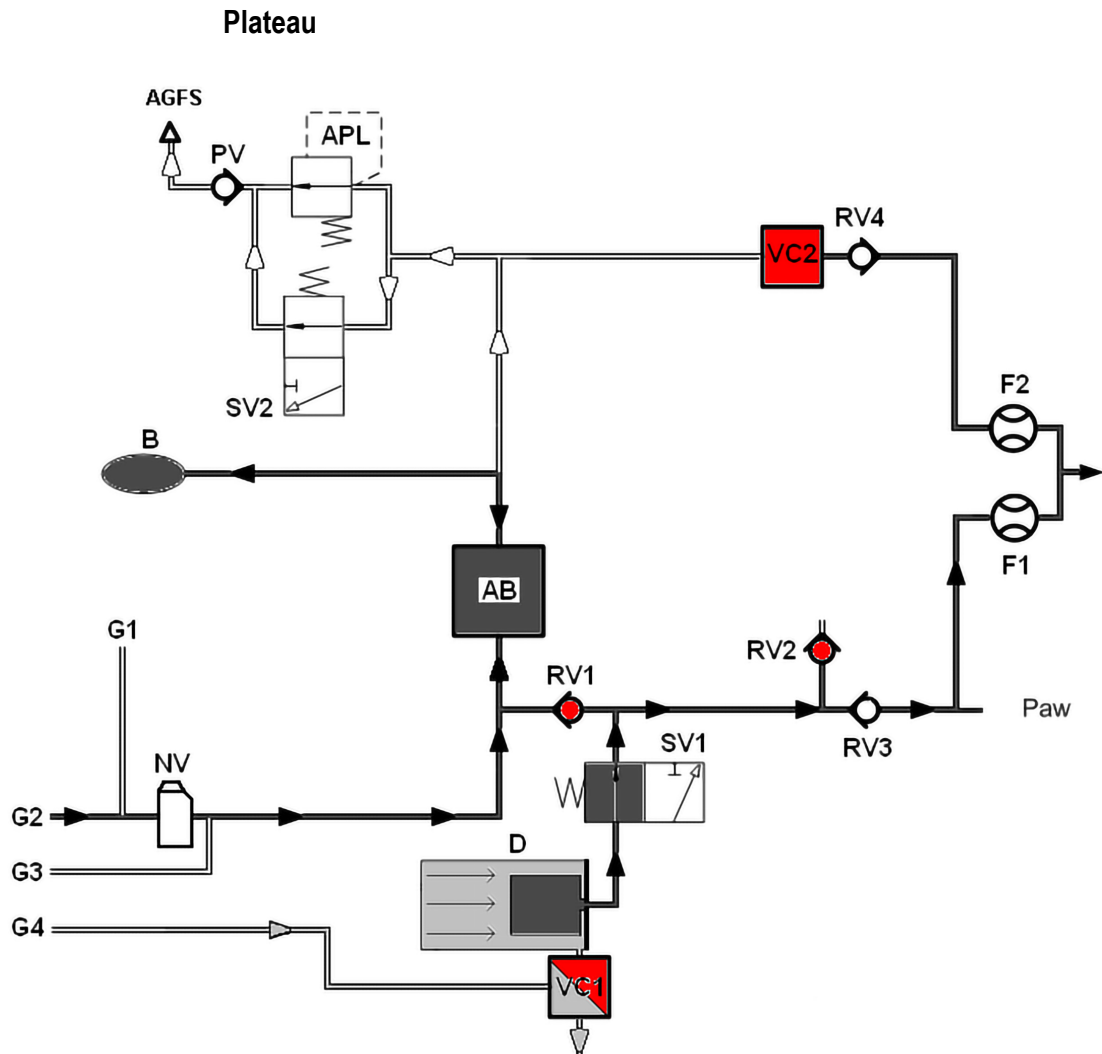 Plateau
AGFS
APL
PV
RV4
VC2
F2
SV2
B
F1
AB
G1
RV2
RV1
Paw
RV3
SV1
NV
G2
D
G3
G4
VC1